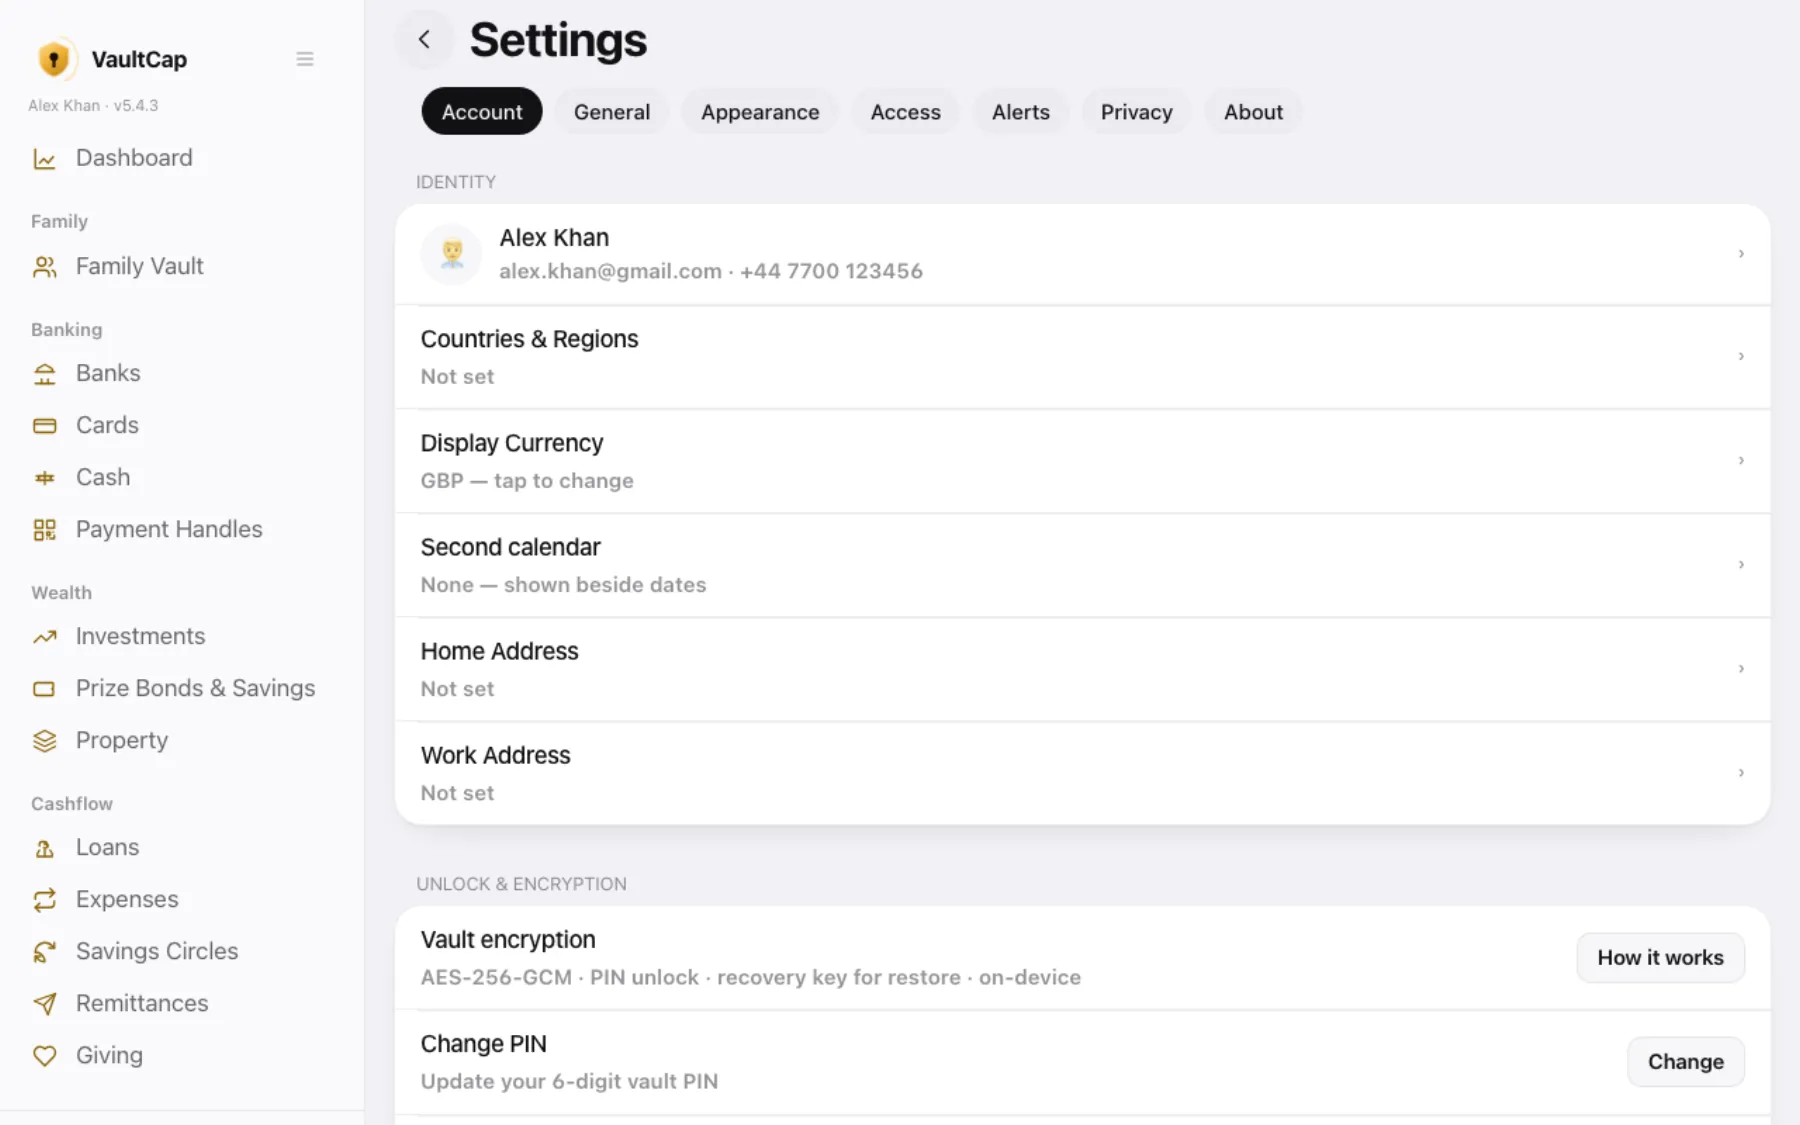 VaultCap
Alex Khan · v5.4.3
Dashboard
Family
Family Vault
Banking
Banks
Cards
Cash
Payment Handles
Wealth
Investments
Prize Bonds & Savings
Property
Cashflow
Loans
Expenses
Savings Circles
Remittances
Giving
Settings
Account General Appearance Access Alerts Privacy About
IDENTITY
Alex Khan
alex.khan@gmail.com · +44 7700 123456
Countries & Regions
Not set
Display Currency
GBP — tap to change
Second calendar
None — shown beside dates
Home Address
Not set
Work Address
Not set
UNLOCK & ENCRYPTION
Vault encryption
AES-256-GCM · PIN unlock · recovery key for restore · on-device
How it works
Change PIN
Update your 6-digit vault PIN
Change